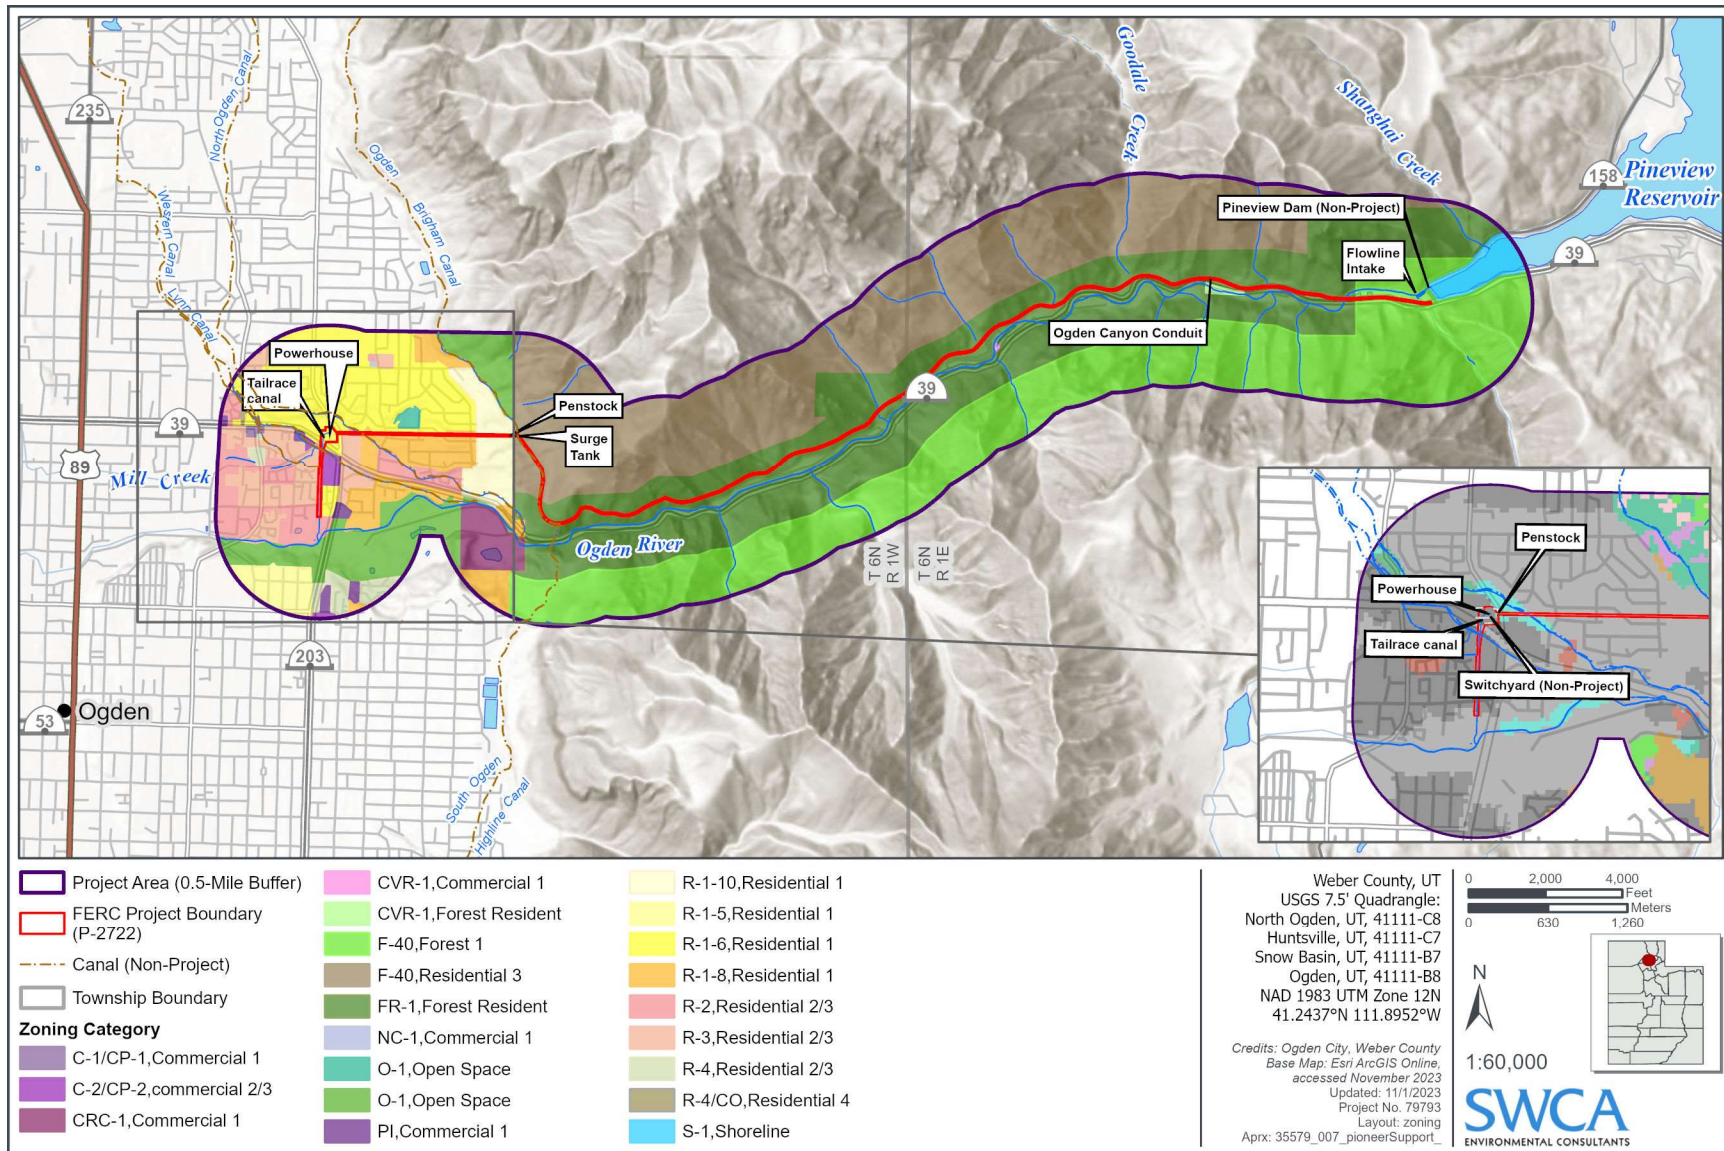 235
North Ogden Canal
Western Canal
Lynn Canal
Ogden
Brigham Canal
Goodale
Creek
Shanghai Creek
158
Pineview
Reservoir
Pineview Dam (Non-Project)
Flowline
Intake
39
Ogden Canyon Conduit
Powerhouse
Tailrace
canal
39
89
Mill Creek
Penstock
Surge
Tank
39
Ogden River
T 6N
R 1W
T 6N
R 1E
203
53
Ogden
South Ogden
Highline Canal
Penstock
Powerhouse
Tailrace canal
Switchyard (Non-Project)
Project Area (0.5-Mile Buffer)
FERC Project Boundary
(P-2722)
Canal (Non-Project)
Township Boundary
Zoning Category
C-1/CP-1,Commercial 1
C-2/CP-2,commercial 2/3
CRC-1,Commercial 1
CVR-1,Commercial 1
CVR-1,Forest Resident
F-40,Forest 1
F-40,Residential 3
FR-1,Forest Resident
NC-1,Commercial 1
O-1,Open Space
O-1,Open Space
PI,Commercial 1
R-1-10,Residential 1
R-1-5,Residential 1
R-1-6,Residential 1
R-1-8,Residential 1
R-2,Residential 2/3
R-3,Residential 2/3
R-4,Residential 2/3
R-4/CO,Residential 4
S-1,Shoreline
Weber County, UT
USGS 7.5' Quadrangle:
North Ogden, UT, 41111-C8
Huntsville, UT, 41111-C7
Snow Basin, UT, 41111-B7
Ogden, UT, 41111-B8
NAD 1983 UTM Zone 12N
41.2437°N 111.8952°W
Credits: Ogden City, Weber County
Base Map: Esri ArcGIS Online,
accessed November 2023
Updated: 11/1/2023
Project No. 79793
Layout: zoning
Aprx: 35579_007_pioneerSupport_
0 2,000 4,000
Feet
Meters
0 630 1,260
N
1:60,000
SWCA
ENVIRONMENTAL CONSULTANTS